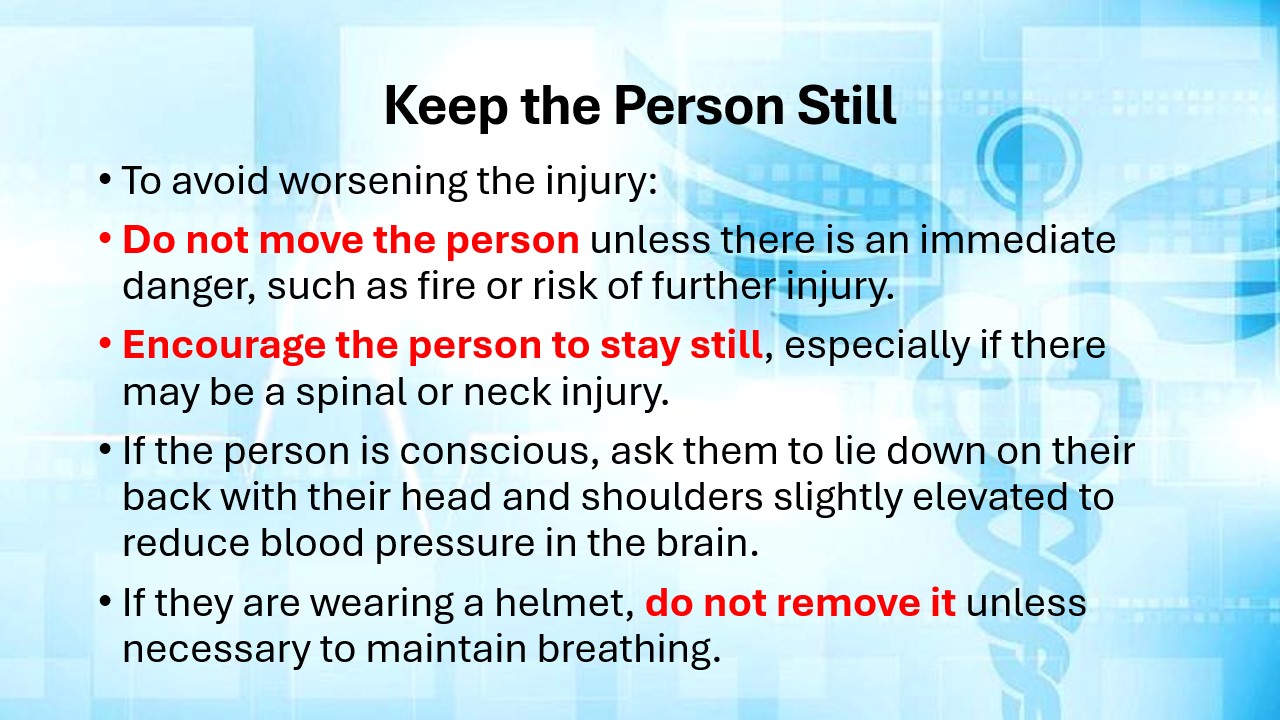 Keep the Person Still
• To avoid worsening the injury:
• Do not move the person unless there is an immediate
danger, such as fire or risk of further injury.
• Encourage the person to stay still, especially if there
may be a spinal or neck injury.
• If the person is conscious, ask them to lie down on their
back with their head and shoulders slightly elevated to
reduce blood pressure in the brain.
• If they are wearing a helmet, do not remove it unless
necessary to maintain breathing.